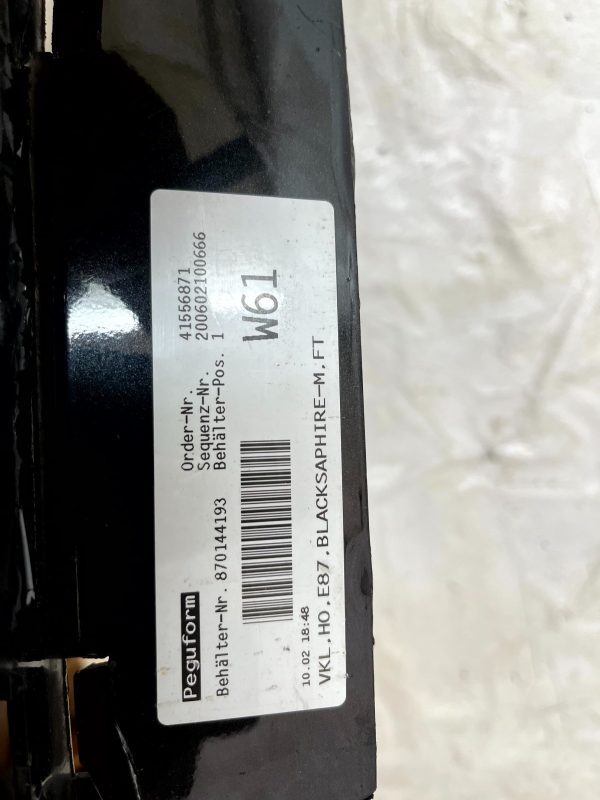 Peguform
Order-Nr. 41556871
Sequenz-Nr. 200602100666
Behälter-Nr. 870144193 Behälter-Pos. 1
W61
10.02 18:48
VKL.HO.E87.BLACKSAPHIRE-M.FT